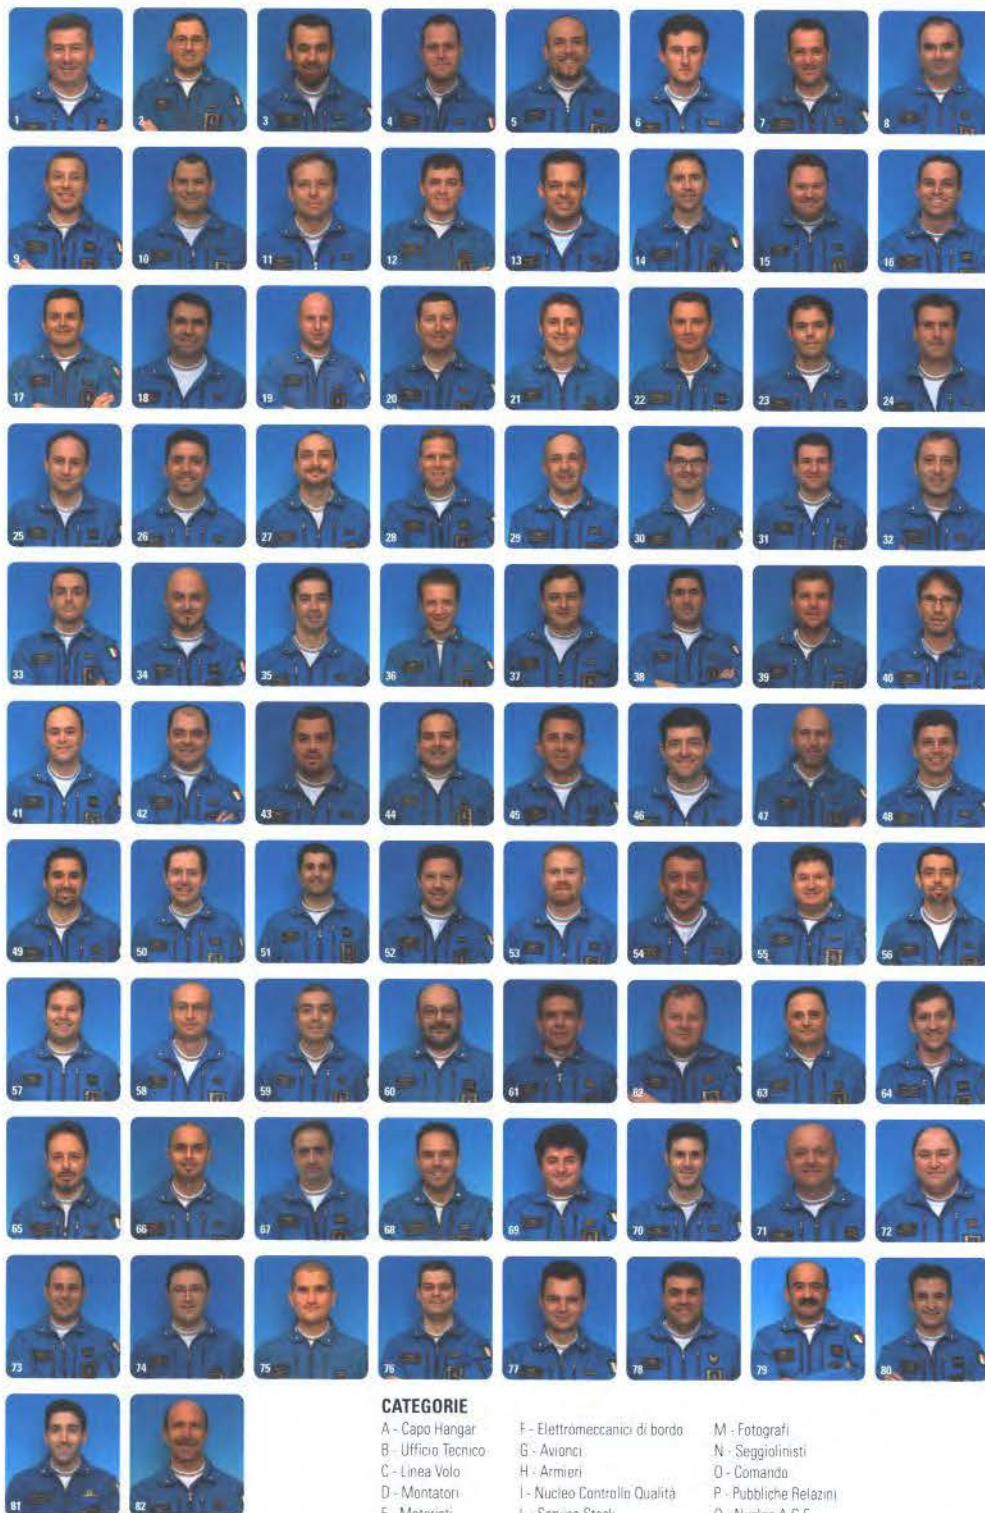 1 2 3 4 5 6 7 8
9 10 11 12 13 14 15 16
17 18 19 20 21 22 23 24
25 26 27 28 29 30 31 32
33 34 35 36 37 38 39 40
41 42 43 44 45 46 47 48
49 50 51 52 53 54 55 56
57 58 59 60 61 62 63 64
65 66 67 68 69 70 71 72
73 74 75 76 77 78 79 80
81 82
CATEGORIE
A - Capo Hangar
B - Ufficio Tecnico
C - Linea Volo
D - Montatori
F - Elettromeccanici di bordo
G - Avionci
H - Armieri
I - Nucleo Controllo Qualità
M - Fotografi
N - Seggiolinisti
O - Comando
P - Pubbliche Relazini